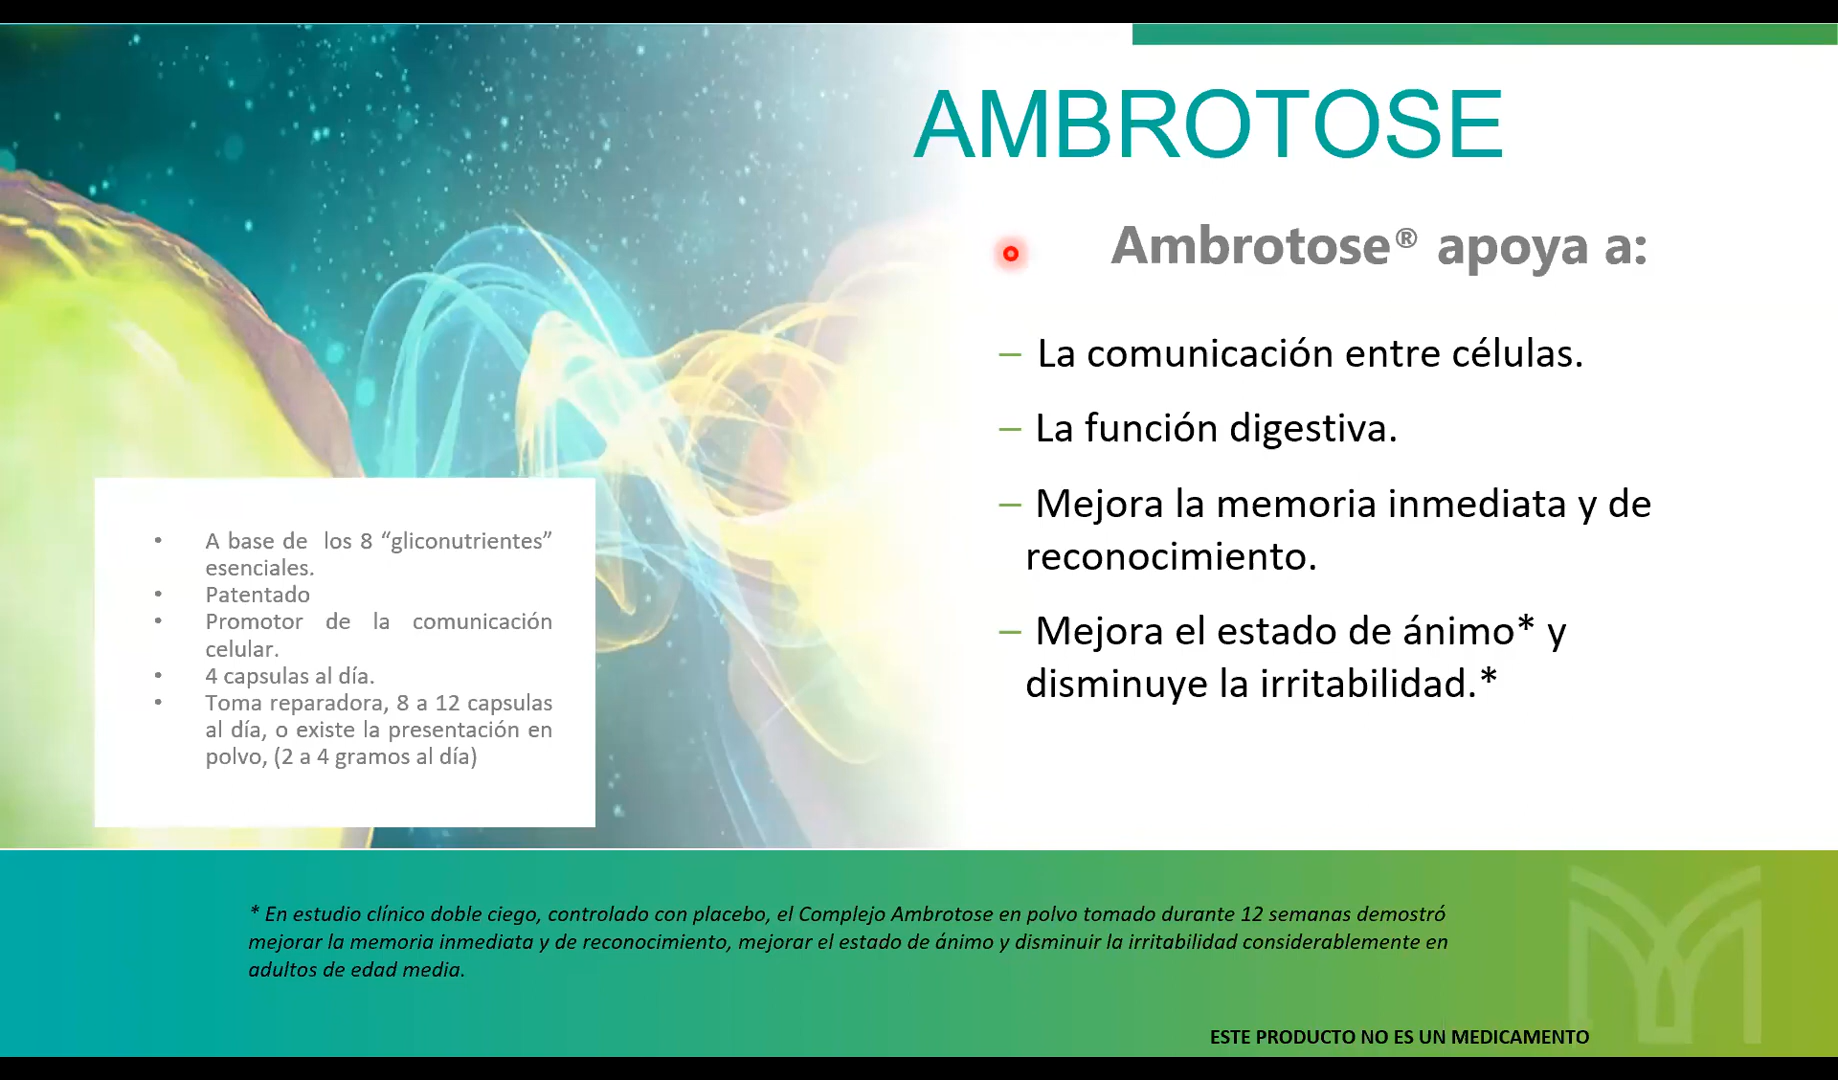 AMBROTOSE
Ambrotose® apoya a:
– La comunicación entre células.
– La función digestiva.
– Mejora la memoria inmediata y de
reconocimiento.
– Mejora el estado de ánimo* y
disminuye la irritabilidad.*
• A base de los 8 “gliconutrientes”
esenciales.
• Patentado
• Promotor de la comunicación
celular.
• 4 capsulas al día.
• Toma reparadora, 8 a 12 capsulas
al día, o existe la presentación en
polvo, (2 a 4 gramos al día)
* En estudio clínico doble ciego, controlado con placebo, el Complejo Ambrotose en polvo tomado durante 12 semanas demostró
mejorar la memoria inmediata y de reconocimiento, mejorar el estado de ánimo y disminuir la irritabilidad considerablemente en
adultos de edad media.
ESTE PRODUCTO NO ES UN MEDICAMENTO